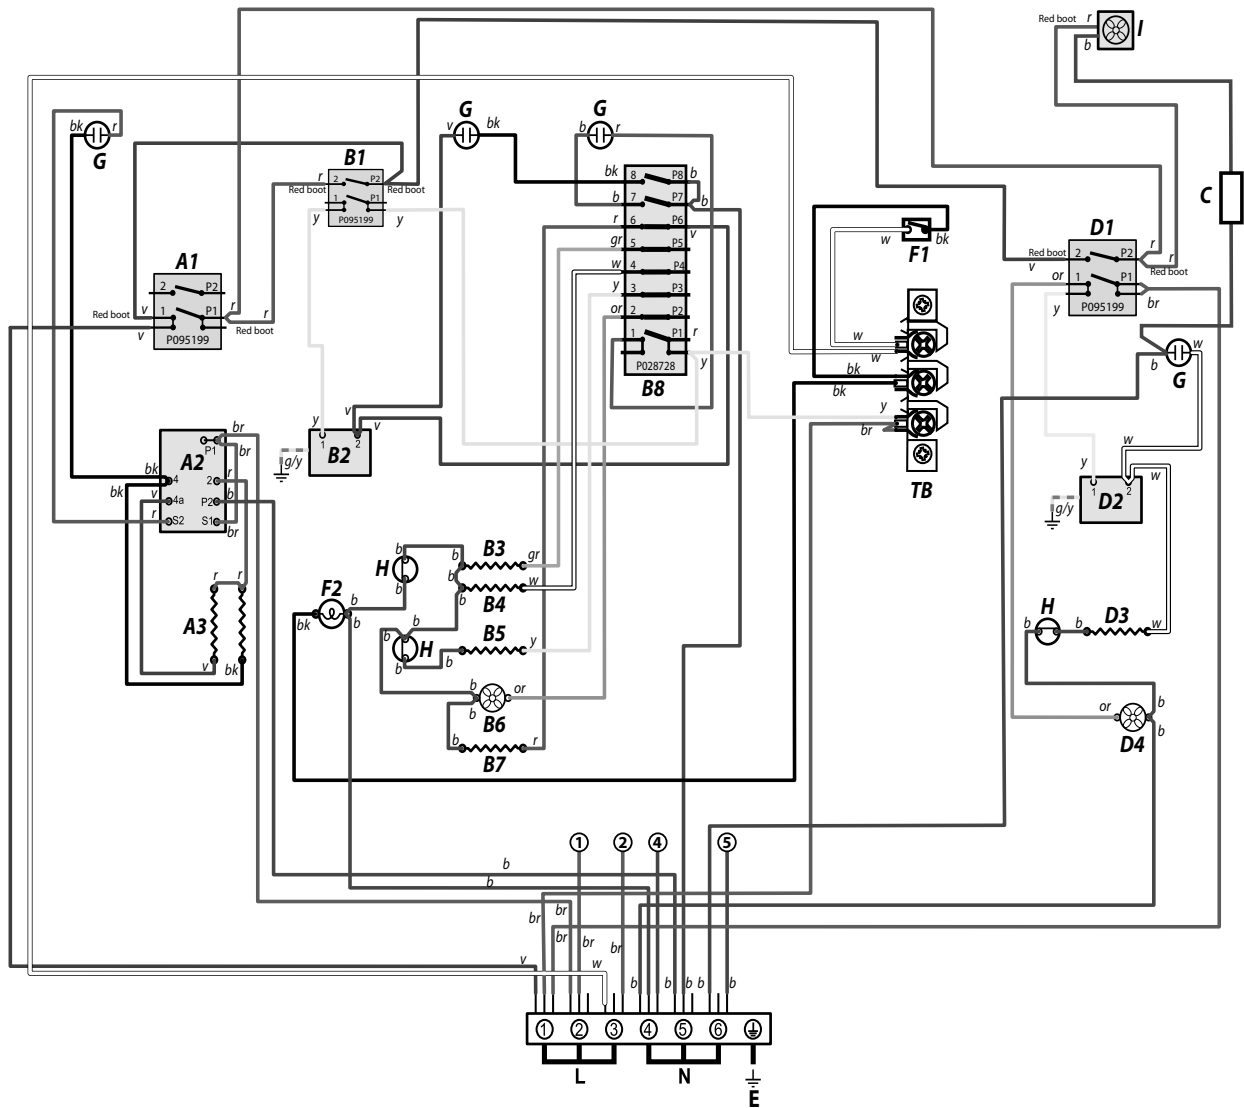 Red boot r
b
I
bk r
G
v G bk
b G r
B1
r 2 P2
Red boot Red boot
1 P1
y P095199 y
bk 8 P8 b
b 7 P7 b
r 6 P6 v
gr 5 P5
w 4 P4
y 3 P3
or 2 P2
1 P1 r
P028728 y
B8
w F1 bk
C
D1
Red boot 2 P2 r
v r Red boot
or 1 P1
y P095199 br
A1
2 P2
Red boot v 1 P1 r r
Red boot
v P095199
w
w
bk
bk
y
br
TB
b G w
y v v
1 2
B2
g/y
br
P1 br
A2
bk 4 2 r
bk
v 4a P2 b
r S2 S1 br
w
y w
1 2
D2
g/y
r r
A3
v bk
F2
bk b b
b H b
b B3 gr
b
b B4 w
b b
H
b b B5 y
b or
b B6
b B7 r
b H b D3 w
or b
D4 b
1 2 4 5
b
b
br br
br br br
v w b b b b b
1 2 3 4 5 6
L N E